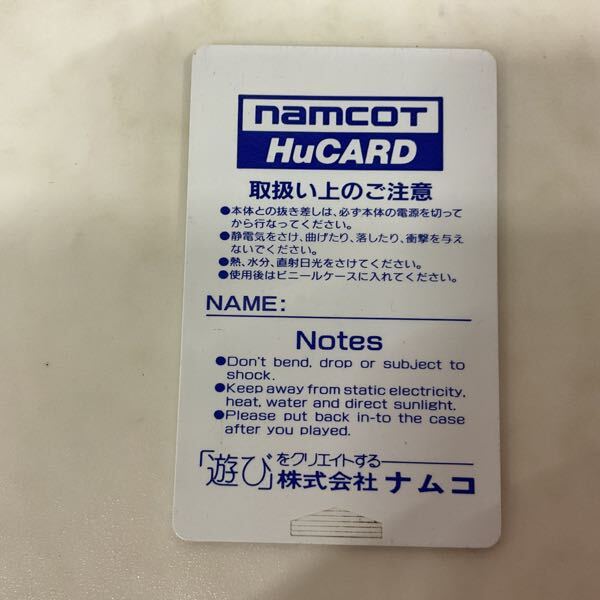 namcoT
HuCARD
取扱い上のご注意
●本体との抜き差しは、必ず本体の電源を切って
から行なってください。
●静電気をさけ、曲げたり、落したり、衝撃を与え
ないでください。
●熱、水分、直射日光をさけてください。
●使用後はビニールケースに入れてください。
NAME:
Notes
●Don't bend, drop or subject to
shock.
●Keep away from static electricity,
heat, water and direct sunlight.
●Please put back in-to the case
after you played.
「遊び」をクリエイトする
株式会社 ナムコ